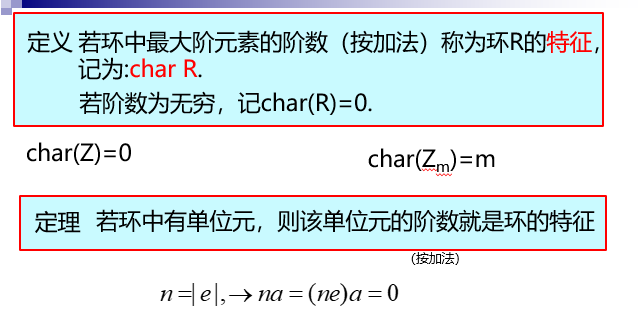 定义 若环中最大阶元素的阶数（按加法）称为环R的特征，
记为:char R.
若阶数为无穷，记char(R)=0.
char(Z)=0
char(Zm)=m
定理 若环中有单位元，则该单位元的阶数就是环的特征
（按加法）
n =| e |,→ na = (ne)a = 0